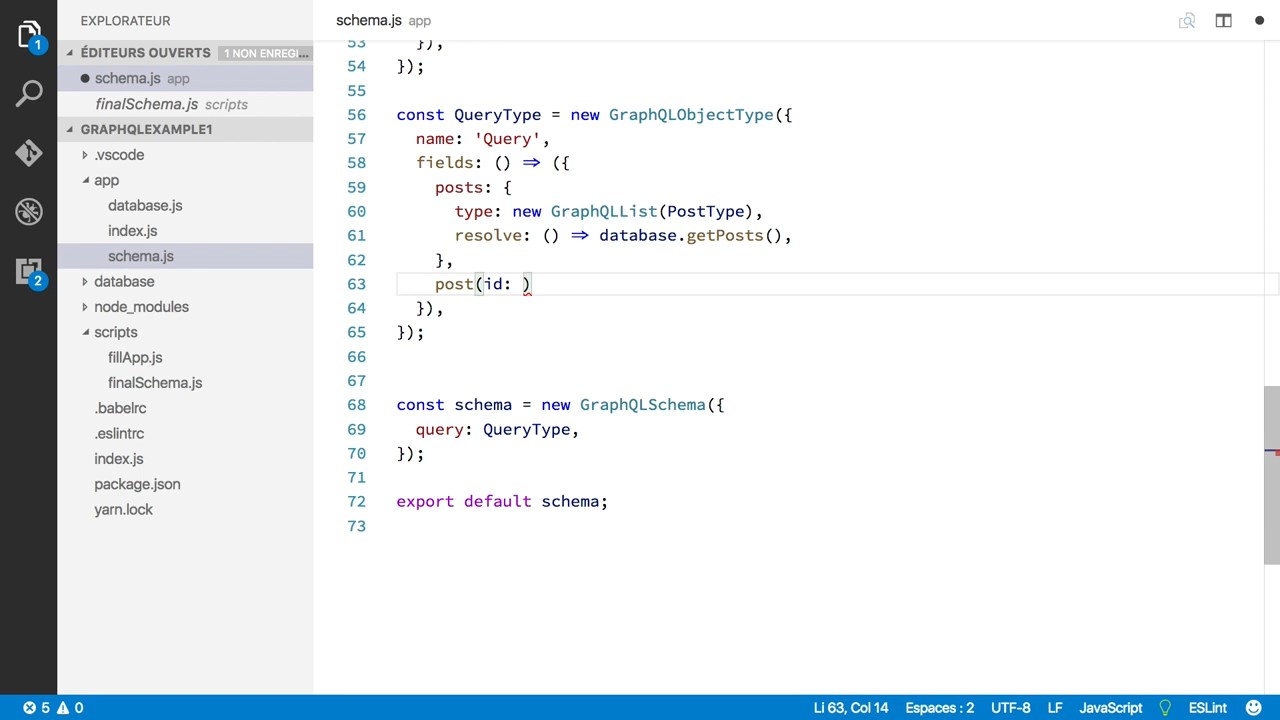 EXPLORATEUR
schema.js app
1
ÉDITEURS OUVERTS 1 NON ENREGI...
schema.js app
finalSchema.js scripts
GRAPHQLEXAMPLE1
.vscode
app
database.js
index.js
schema.js
2
database
node_modules
scripts
fillApp.js
finalSchema.js
.babelrc
.eslintrc
index.js
package.json
yarn.lock
53 }),
54 });
55
56 const QueryType = new GraphQLObjectType({
57 name: 'Query',
58 fields: () => ({
59 posts: {
60 type: new GraphQLList(PostType),
61 resolve: () => database.getPosts(),
62 },
63 post(id: )
64 }),
65 });
66
67
68 const schema = new GraphQLSchema({
69 query: QueryType,
70 });
71
72 export default schema;
73
5 0 Li 63, Col 14 Espaces : 2 UTF-8 LF JavaScript ESLint